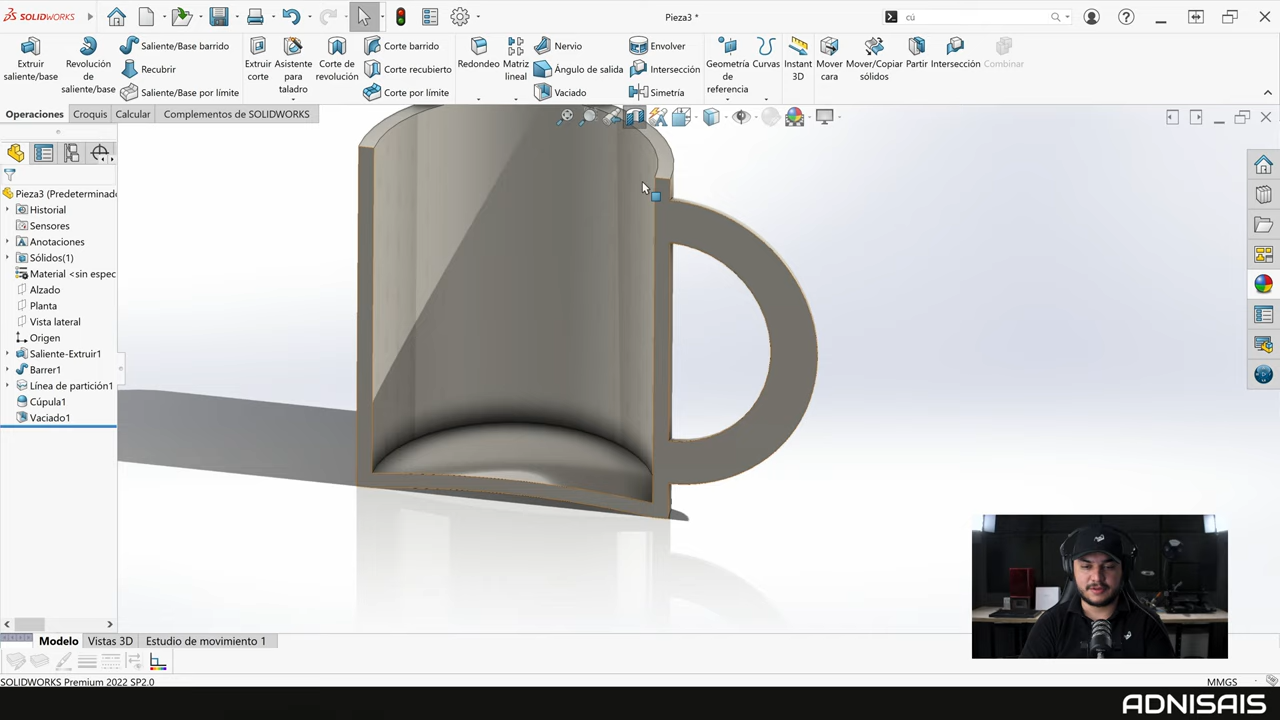 SOLIDWORKS
Pieza3 *
cú
Extruir saliente/base
Revolución de saliente/base
Saliente/Base barrido
Recubrir
Saliente/Base por límite
Extruir corte
Asistente para taladro
Corte de revolución
Corte barrido
Corte recubierto
Corte por límite
Redondeo
Matriz lineal
Nervio
Ángulo de salida
Vaciado
Envolver
Intersección
Simetría
Geometría de referencia
Curvas
Instant 3D
Mover cara
Mover/Copiar sólidos
Partir
Intersección
Combinar
Operaciones
Croquis
Calcular
Complementos de SOLIDWORKS
Pieza3 (Predeterminad
Historial
Sensores
Anotaciones
Sólidos(1)
Material <sin espec
Alzado
Planta
Vista lateral
Origen
Saliente-Extruir1
Barrer1
Línea de partición1
Cúpula1
Vaciado1
Modelo
Vistas 3D
Estudio de movimiento 1
SOLIDWORKS Premium 2022 SP2.0
MMGS
ADNISAIS